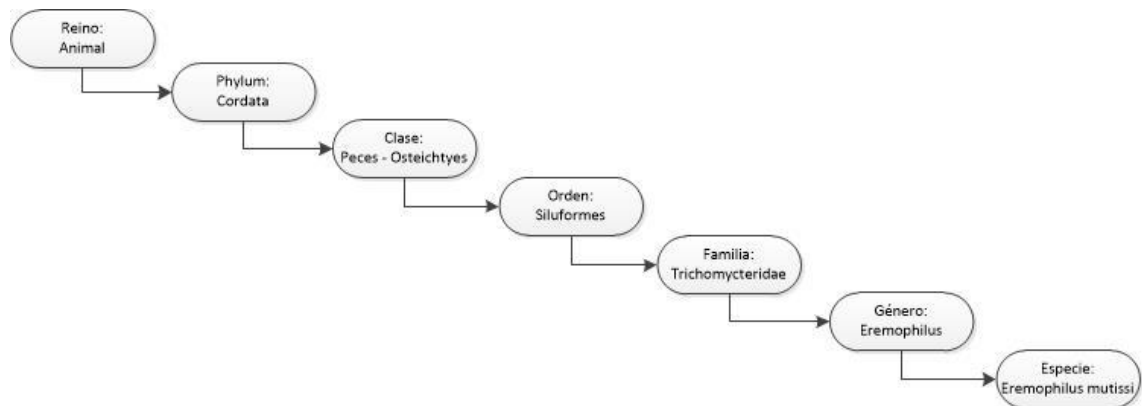 Reino:
Animal
Phylum:
Cordata
Clase:
Peces - Osteichtyes
Orden:
Siluformes
Familia:
Trichomycteridae
Género:
Eremophilus
Especie:
Eremophilus mutissi